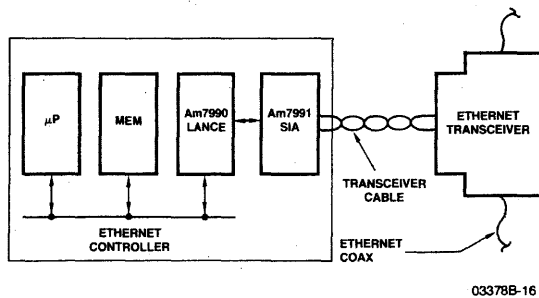 μP
MEM
Am7990
LANCE
Am7991
SIA
ETHERNET
TRANSCEIVER
TRANSCEIVER
CABLE
ETHERNET
CONTROLLER
ETHERNET
COAX
03378B-16